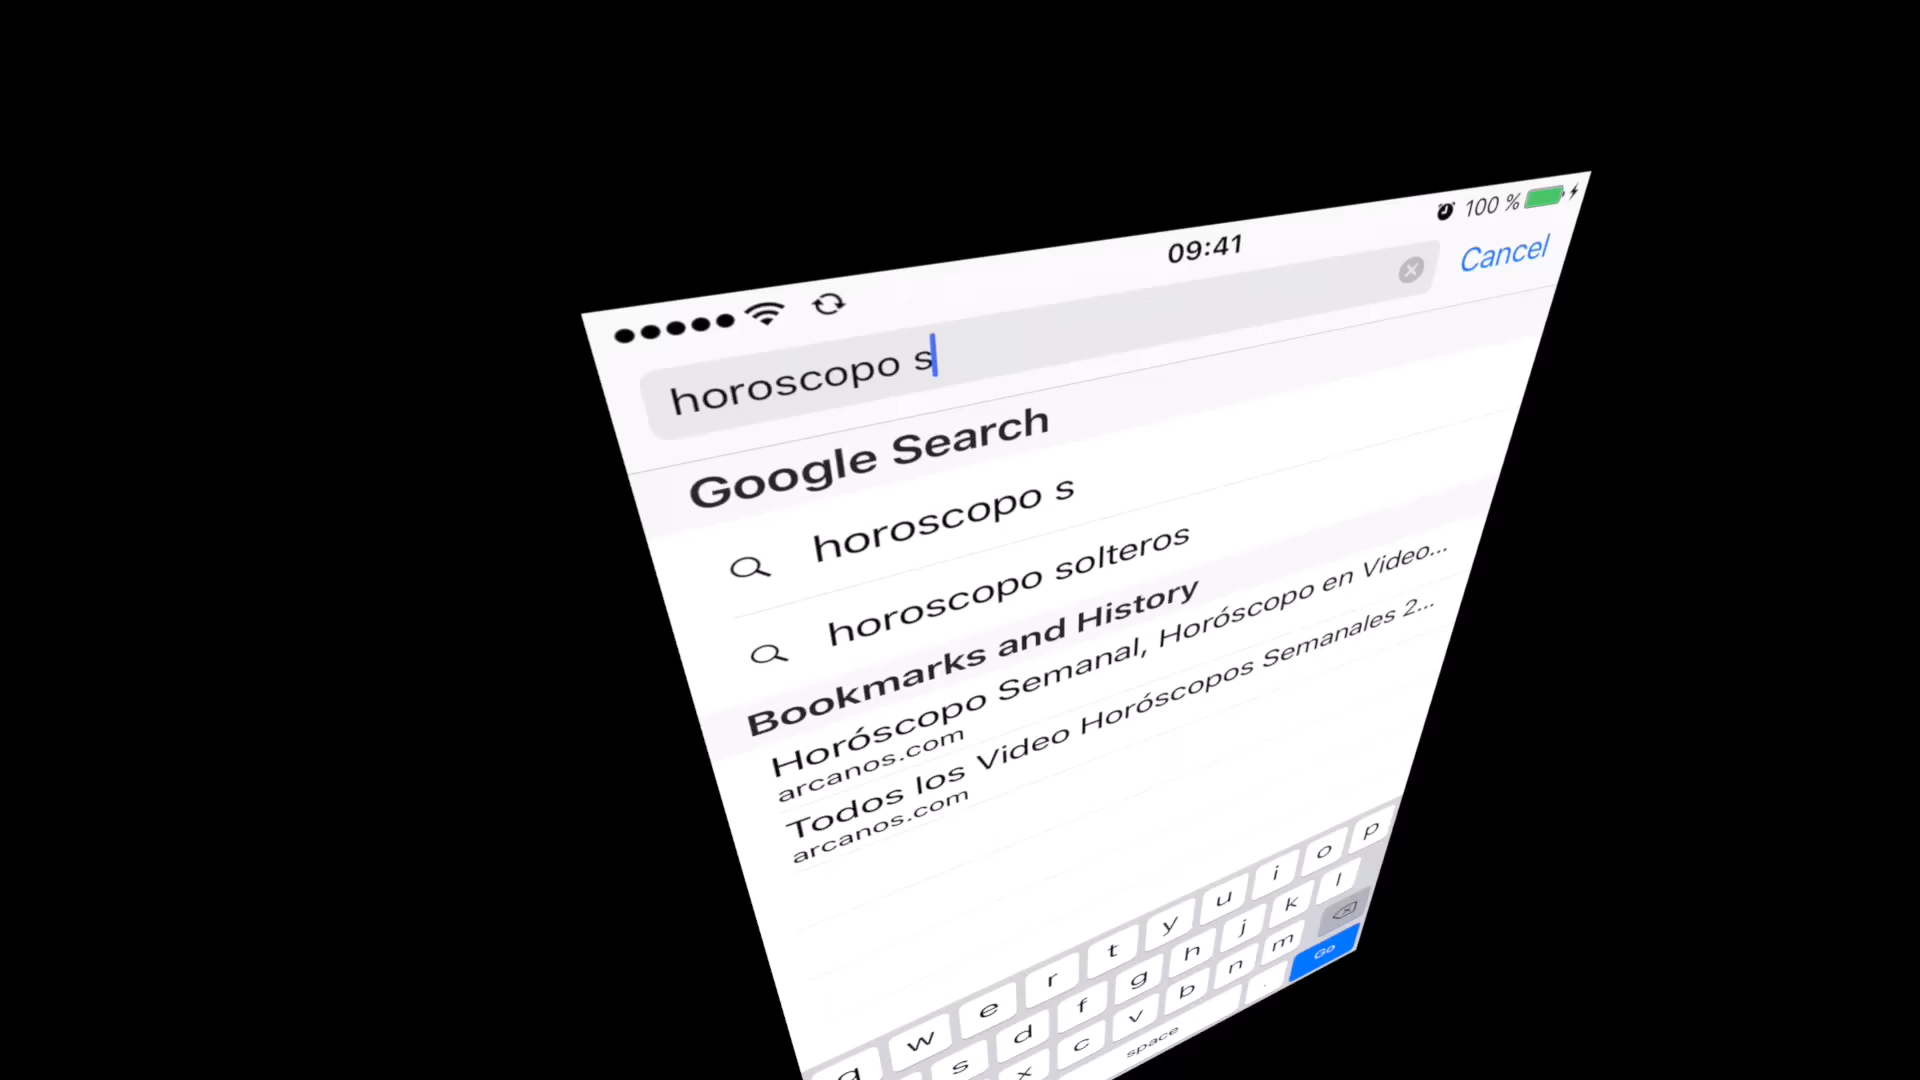 09:41
100 %
horoscopo s
Cancel
Google Search
horoscopo s
horoscopo solteros
Bookmarks and History
Horóscopo Semanal, Horóscopo en Video...
arcanos.com
Todos los Video Horóscopos Semanales 2...
arcanos.com
q w e r t y u i o p
s d f g h j k l
x c v b n m
space . Go